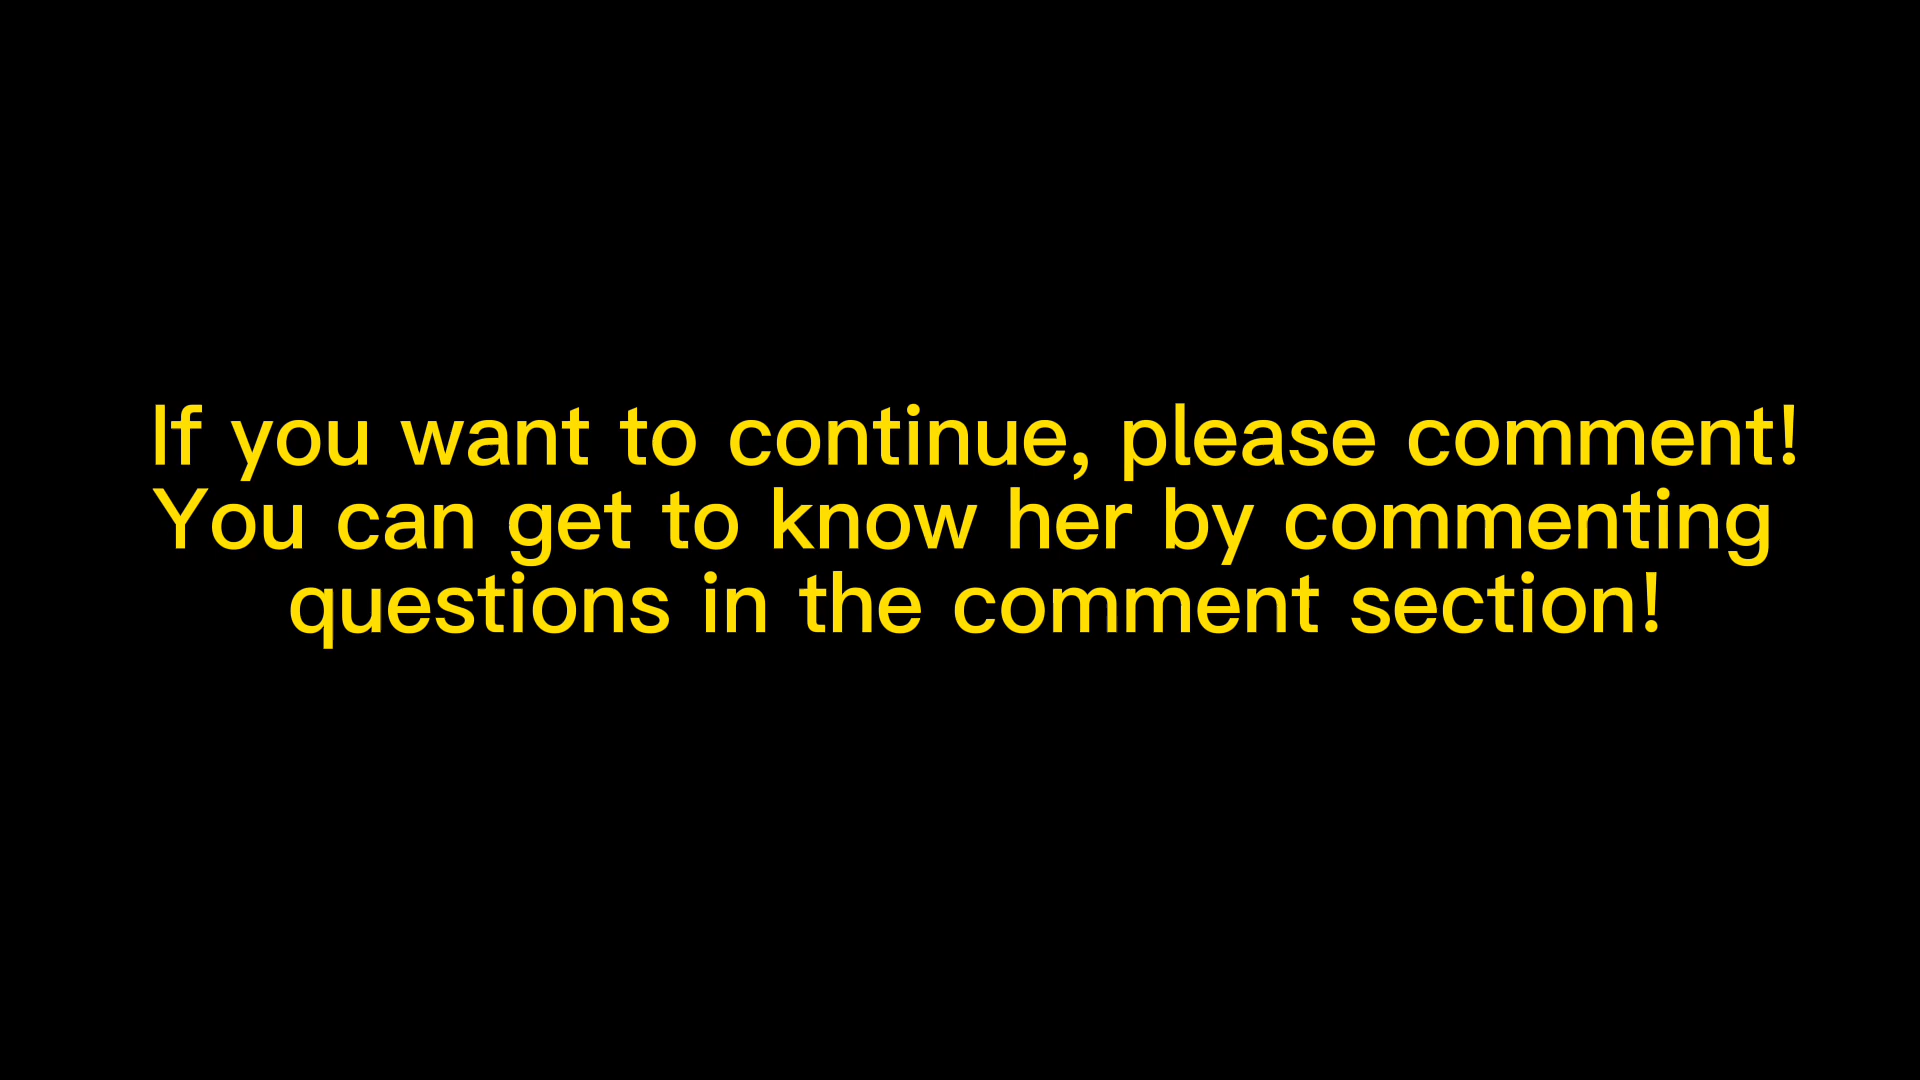 If you want to continue, please comment!
You can get to know her by commenting
questions in the comment section!